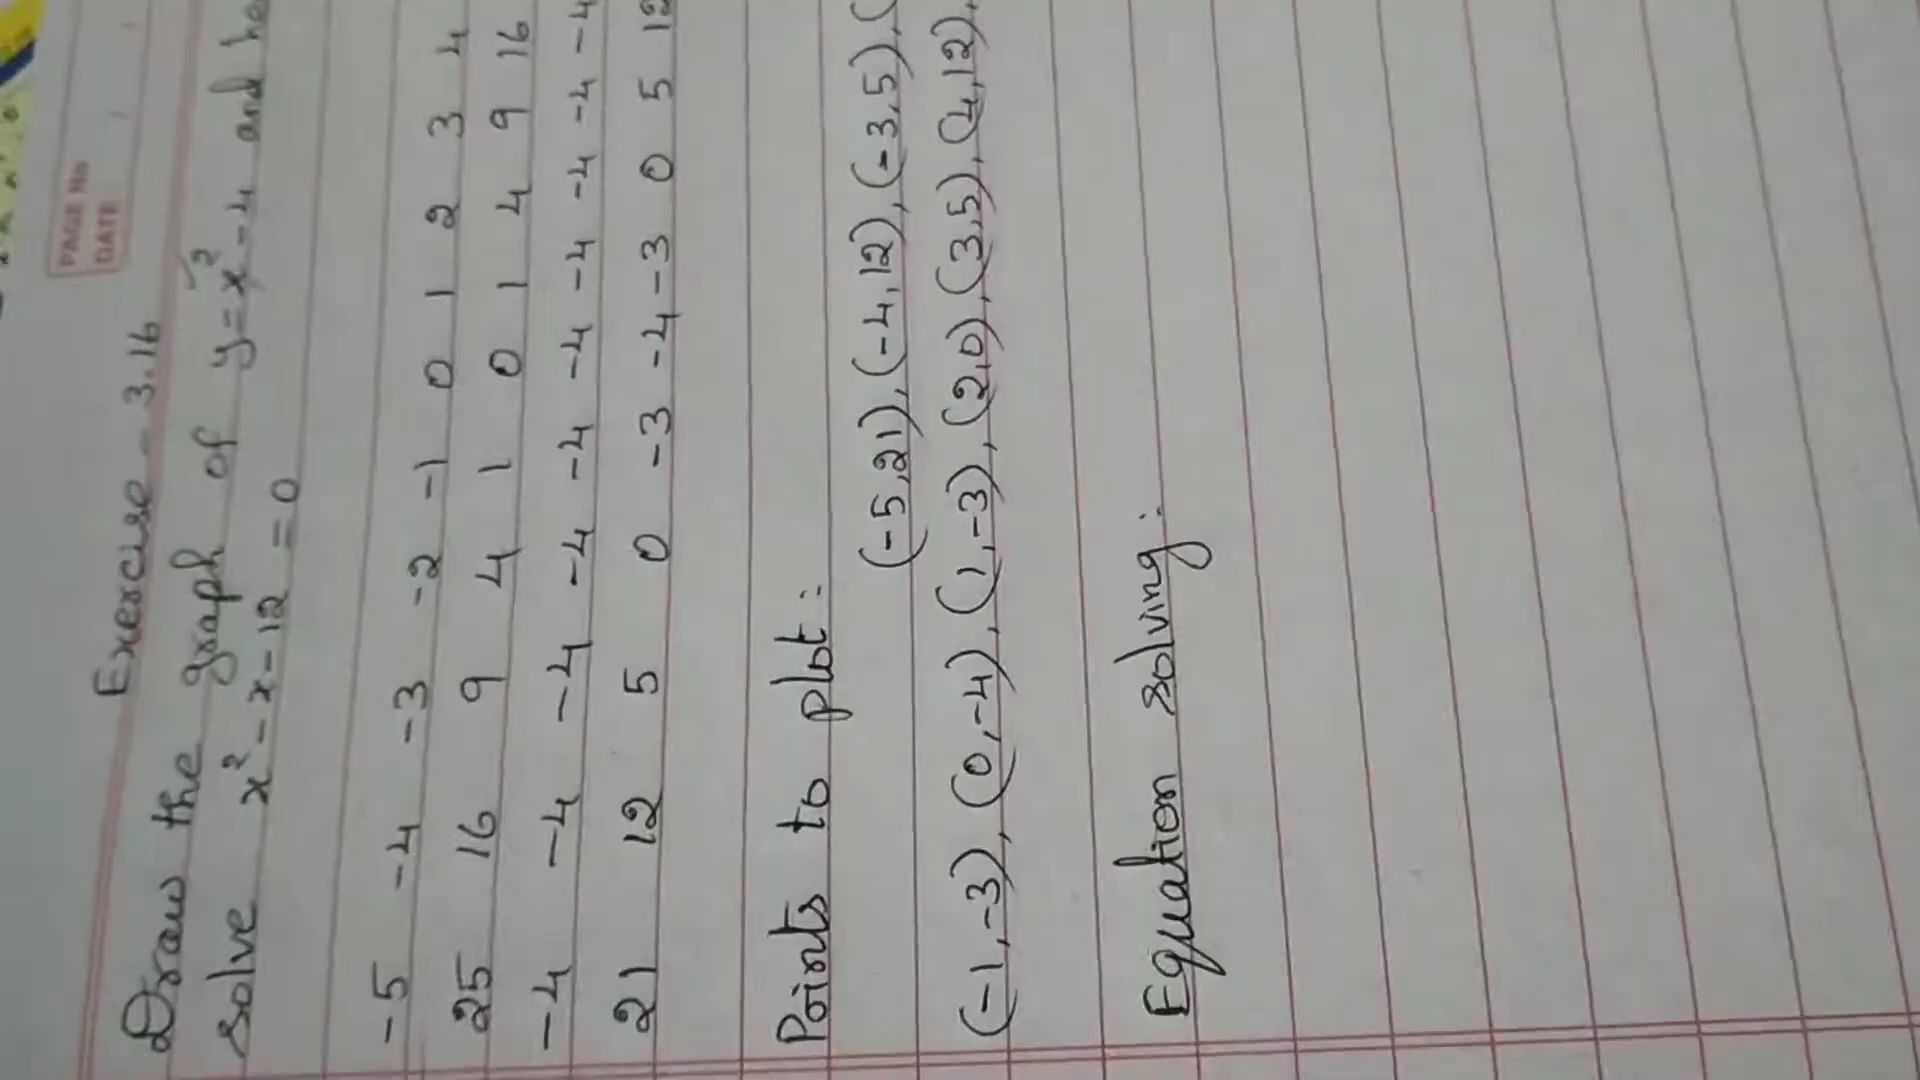 PAGE No
DATE
Exercise - 3.16
Draw the graph of y=x²-4 and
solve x²-x-12=0
-5 -4 -3 -2 -1 0 1 2 3 4
25 16 9 4 1 0 1 4 9 16
-4 -4 -4 -4 -4 -4 -4 -4 -4 -4
21 12 5 0 -3 -4 -3 0 5 12
Points to plot:
(-5,21), (-4,12), (-3,5), (
(-1,-3), (0,-4), (1,-3), (2,0), (3,5), (4,12),
Equation solving: